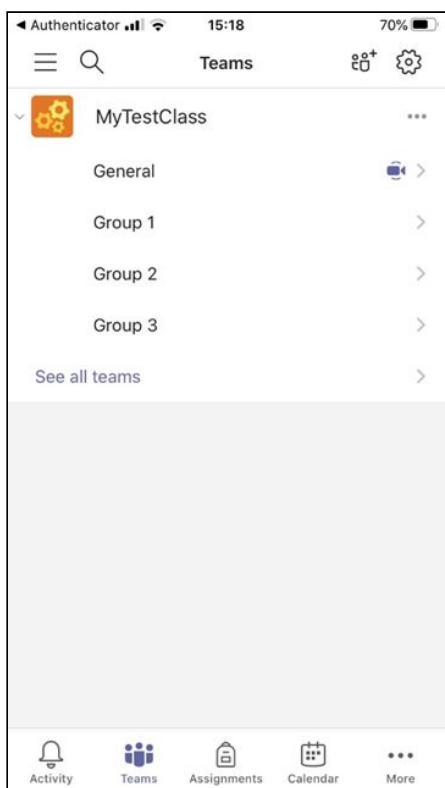 ◀ Authenticator 15:18 70%
Teams
MyTestClass
General
Group 1
Group 2
Group 3
See all teams
Activity Teams Assignments Calendar More